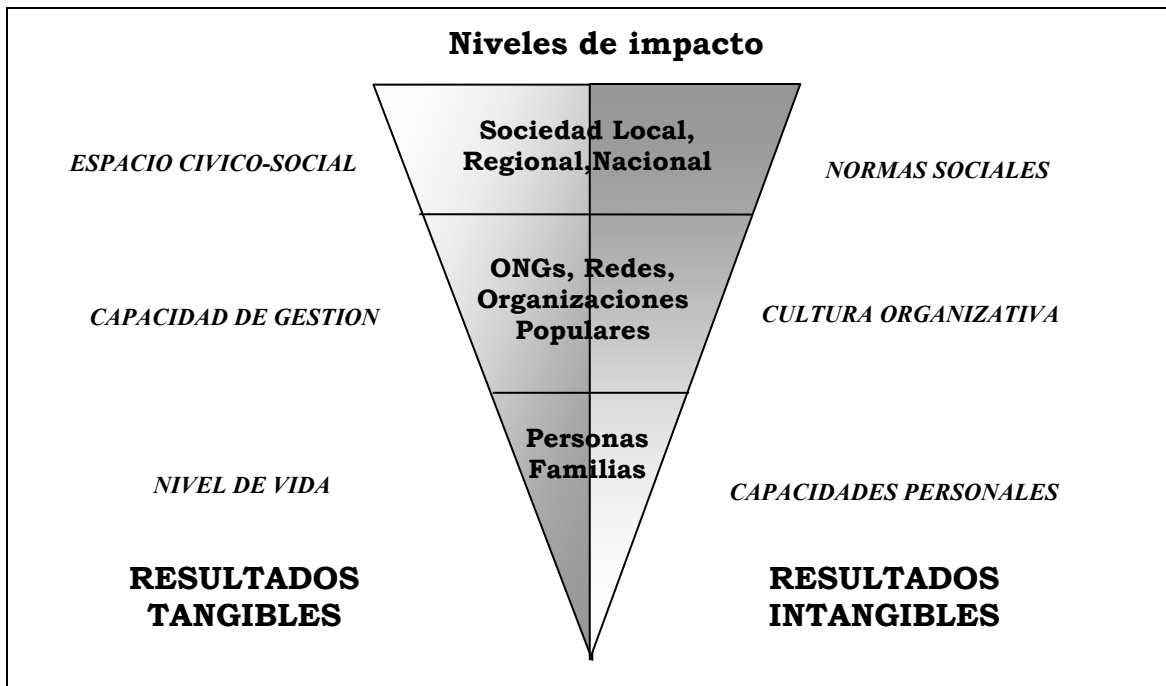 Niveles de impacto
Sociedad Local,
Regional,Nacional
ESPACIO CIVICO-SOCIAL
NORMAS SOCIALES
ONGs, Redes,
Organizaciones
Populares
CAPACIDAD DE GESTION
CULTURA ORGANIZATIVA
Personas
Familias
NIVEL DE VIDA
CAPACIDADES PERSONALES
RESULTADOS
TANGIBLES
RESULTADOS
INTANGIBLES